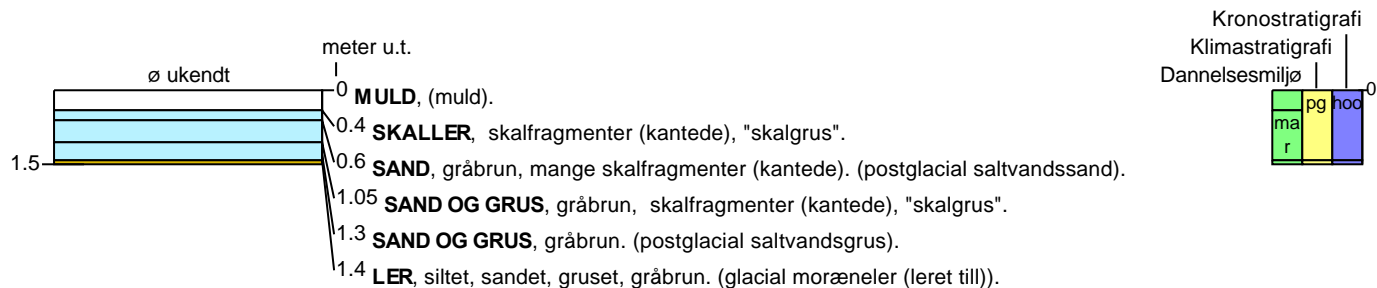 Kronostratigrafi
Klimastratigrafi
Dannelsesmiljø
meter u.t.
ø ukendt
0 MULD, (muld).
0.4 SKALLER, skalfragmenter (kantede), "skalgrus".
0.6 SAND, gråbrun, mange skalfragmenter (kantede). (postglacial saltvandssand).
1.05 SAND OG GRUS, gråbrun, skalfragmenter (kantede), "skalgrus".
1.3 SAND OG GRUS, gråbrun. (postglacial saltvandsgrus).
1.4 LER, siltet, sandet, gruset, gråbrun. (glacial moræneler (leret till)).
1.5
0
pg hoo
ma
r